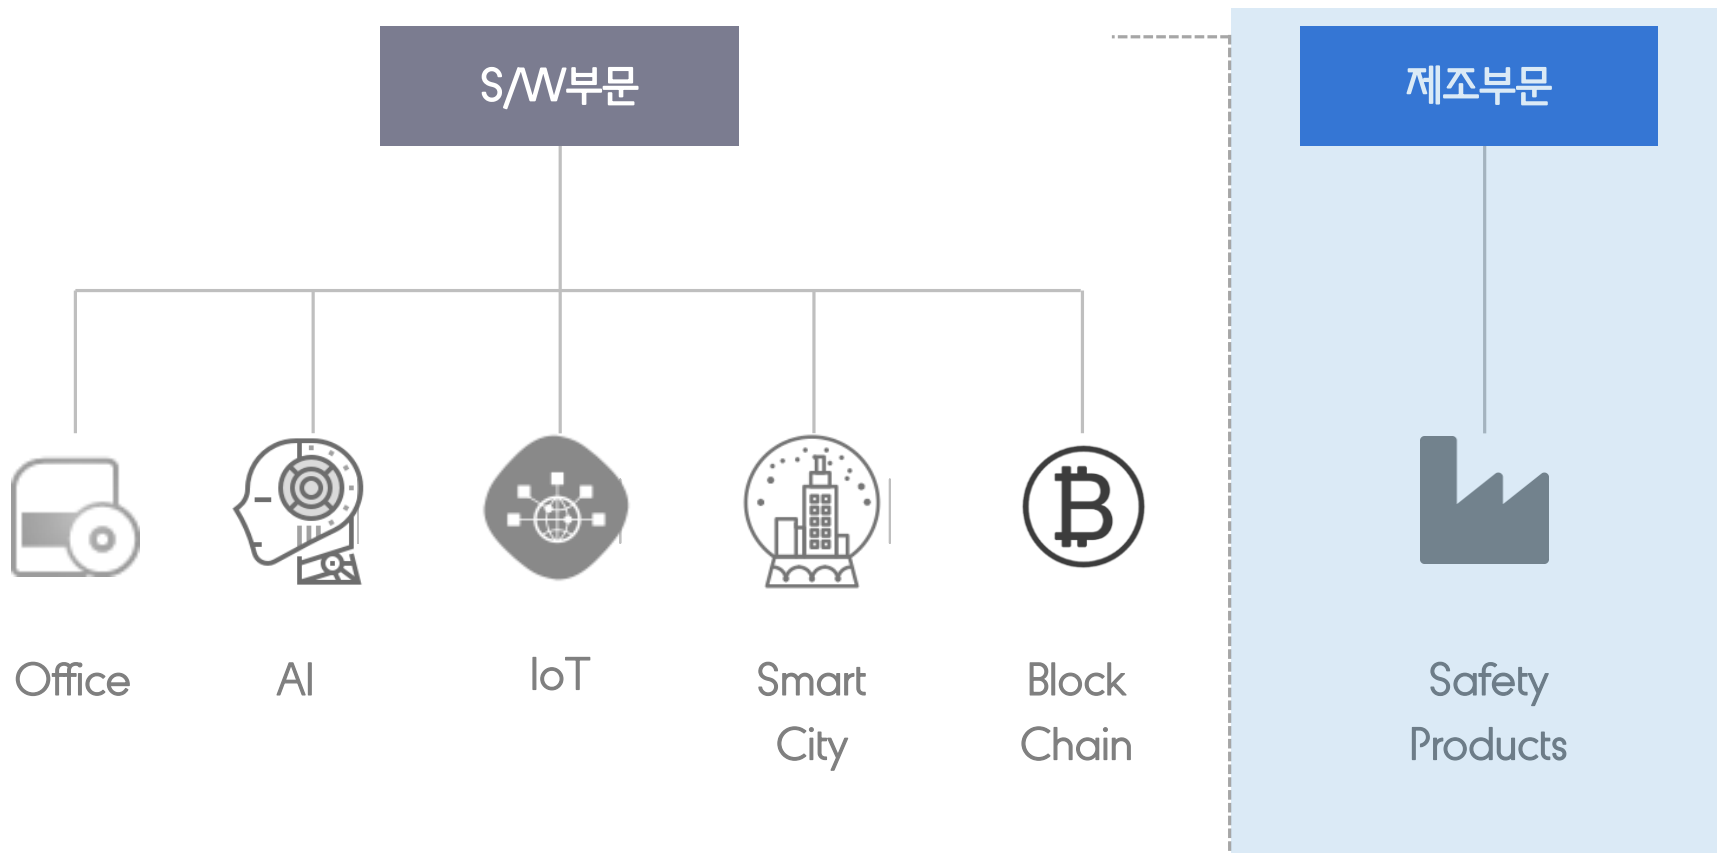 S/W부문
제조부문
Office
AI
IoT
Smart
City
Block
Chain
Safety
Products